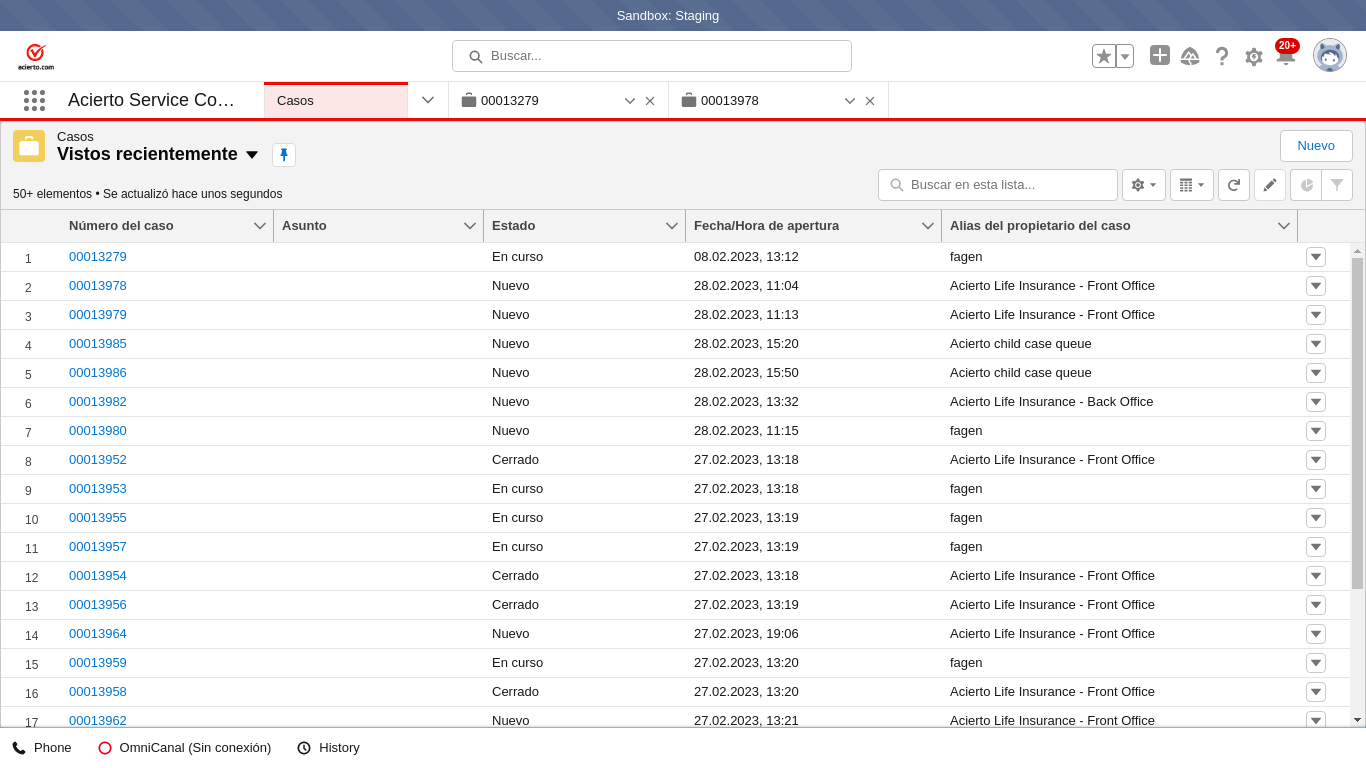 Sandbox: Staging
acierto.com
Buscar...
20+
Acierto Service Co…
Casos
00013279
00013978
Casos
Vistos recientemente
Nuevo
50+ elementos • Se actualizó hace unos segundos
Buscar en esta lista...
Número del caso Asunto Estado Fecha/Hora de apertura Alias del propietario del caso
1 00013279 En curso 08.02.2023, 13:12 fagen
2 00013978 Nuevo 28.02.2023, 11:04 Acierto Life Insurance - Front Office
3 00013979 Nuevo 28.02.2023, 11:13 Acierto Life Insurance - Front Office
4 00013985 Nuevo 28.02.2023, 15:20 Acierto child case queue
5 00013986 Nuevo 28.02.2023, 15:50 Acierto child case queue
6 00013982 Nuevo 28.02.2023, 13:32 Acierto Life Insurance - Back Office
7 00013980 Nuevo 28.02.2023, 11:15 fagen
8 00013952 Cerrado 27.02.2023, 13:18 Acierto Life Insurance - Front Office
9 00013953 En curso 27.02.2023, 13:18 fagen
10 00013955 En curso 27.02.2023, 13:19 fagen
11 00013957 En curso 27.02.2023, 13:19 fagen
12 00013954 Cerrado 27.02.2023, 13:18 Acierto Life Insurance - Front Office
13 00013956 Cerrado 27.02.2023, 13:19 Acierto Life Insurance - Front Office
14 00013964 Nuevo 27.02.2023, 19:06 Acierto Life Insurance - Front Office
15 00013959 En curso 27.02.2023, 13:20 fagen
16 00013958 Cerrado 27.02.2023, 13:20 Acierto Life Insurance - Front Office
17 00013962 Nuevo 27.02.2023, 13:21 Acierto Life Insurance - Front Office
Phone
OmniCanal (Sin conexión)
History